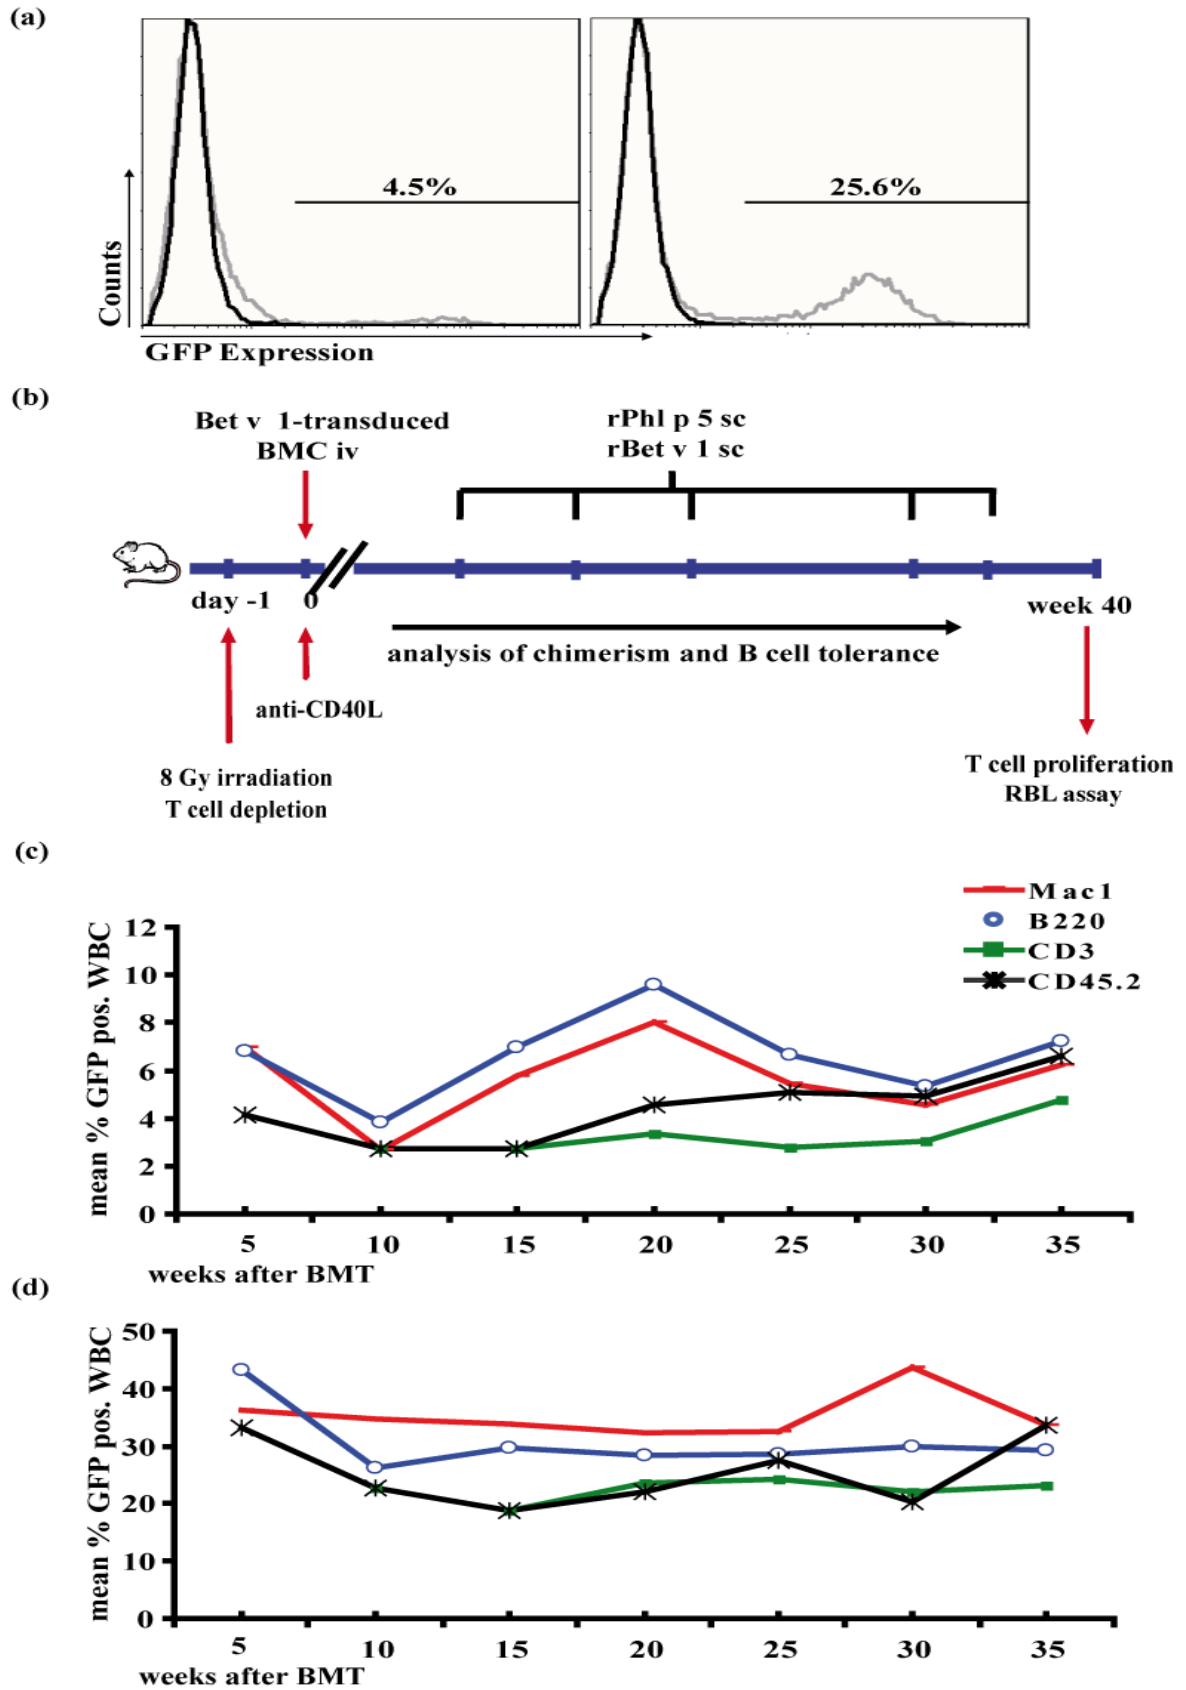 (a)
4.5%
25.6%
Counts
GFP Expression
(b)
Bet v 1-transduced
BMC iv
rPhl p 5 sc
rBet v 1 sc
day -1
0
week 40
analysis of chimerism and B cell tolerance
anti-CD40L
8 Gy irradiation
T cell depletion
T cell proliferation
RBL assay
(c)
Mac1
B220
CD3
CD45.2
mean % GFP pos. WBC
12
10
8
6
4
2
0
5 10 15 20 25 30 35
weeks after BMT
(d)
mean % GFP pos. WBC
50
40
30
20
10
0
5 10 15 20 25 30 35
weeks after BMT